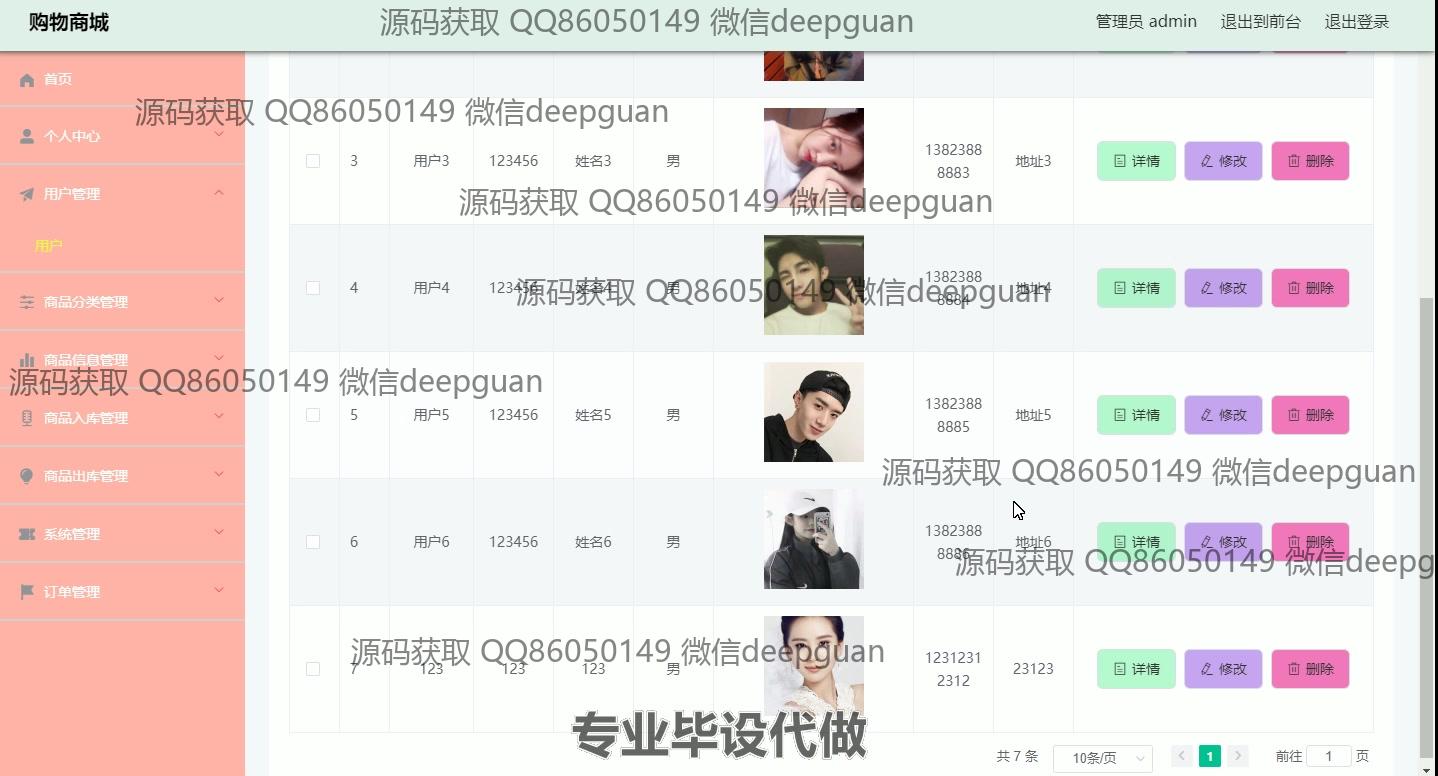 购物商城
源码获取 QQ86050149 微信deepguan
管理员 admin 退出到前台 退出登录
首页
源码获取 QQ86050149 微信deepguan
个人中心
用户管理
用户
商品分类管理
商品信息管理
源码获取 QQ86050149 微信deepguan
商品入库管理
商品出库管理
系统管理
订单管理
3 用户3 123456 姓名3 男 1382388
8883 地址3 详情 修改 删除
源码获取 QQ86050149 微信deepguan
4 用户4 123456 姓名4 男 1382388
8884 地址4 详情 修改 删除
源码获取 QQ86050149 微信deepguan
5 用户5 123456 姓名5 男 1382388
8885 地址5 详情 修改 删除
源码获取 QQ86050149 微信deepguan
6 用户6 123456 姓名6 男 1382388
8886 地址6 详情 修改 删除
源码获取 QQ86050149 微信deepg
7 123 123 123 男 1231231
2312 23123 详情 修改 删除
源码获取 QQ86050149 微信deepguan
专业毕设代做
共 7 条 10条/页 1 前往 1 页